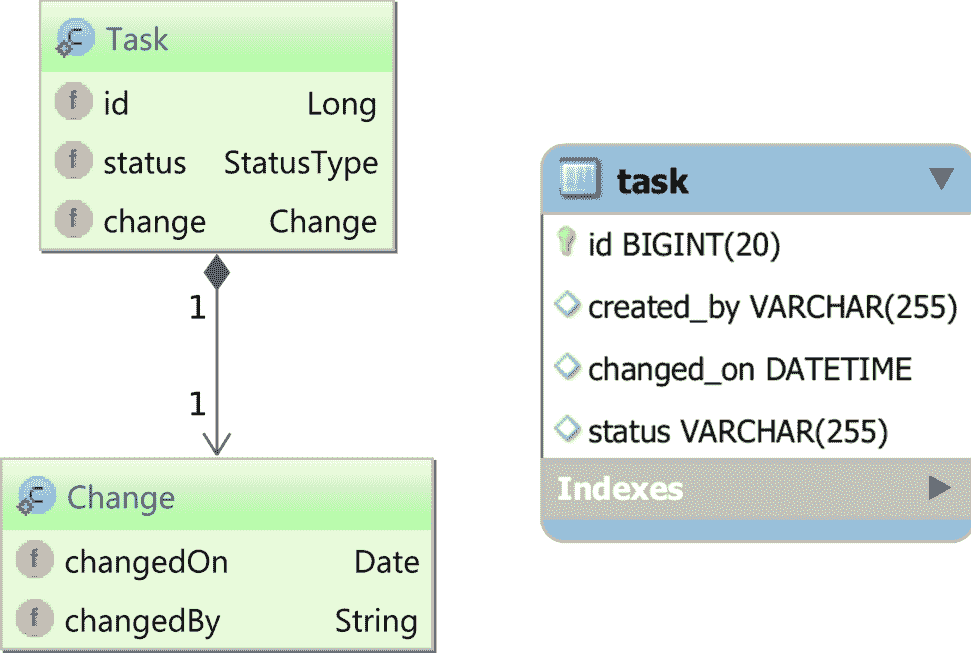 Task
f id Long
f status StatusType
f change Change
1
1
Change
f changedOn Date
f changedBy String
task
id BIGINT(20)
created_by VARCHAR(255)
changed_on DATETIME
status VARCHAR(255)
Indexes